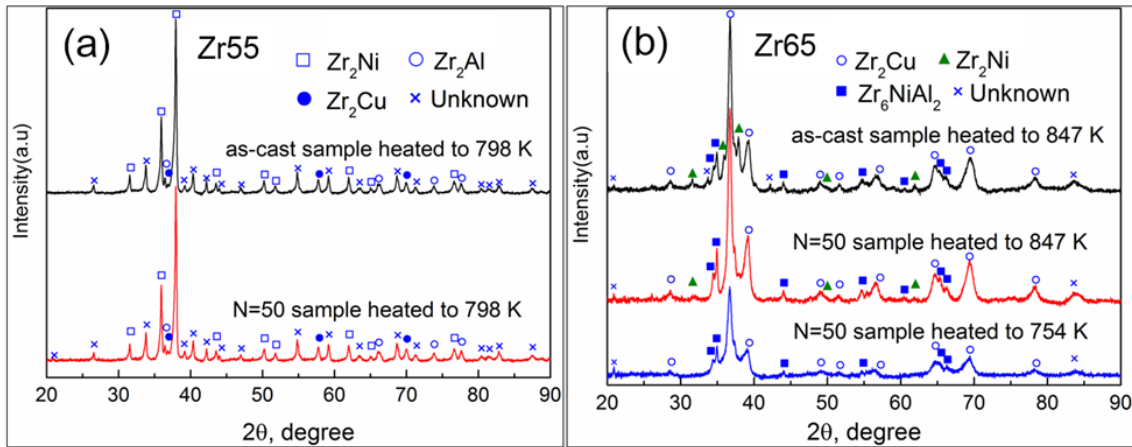 (a)
Zr55
Zr2Ni
Zr2Al
Zr2Cu
Unknown
as-cast sample heated to 798 K
N=50 sample heated to 798 K
Intensity(a.u)
20 30 40 50 60 70 80 90
2θ, degree
(b)
Zr65
Zr2Cu
Zr2Ni
Zr6NiAl2
Unknown
as-cast sample heated to 847 K
N=50 sample heated to 847 K
N=50 sample heated to 754 K
Intensity(a.u)
20 30 40 50 60 70 80 90
2θ, degree